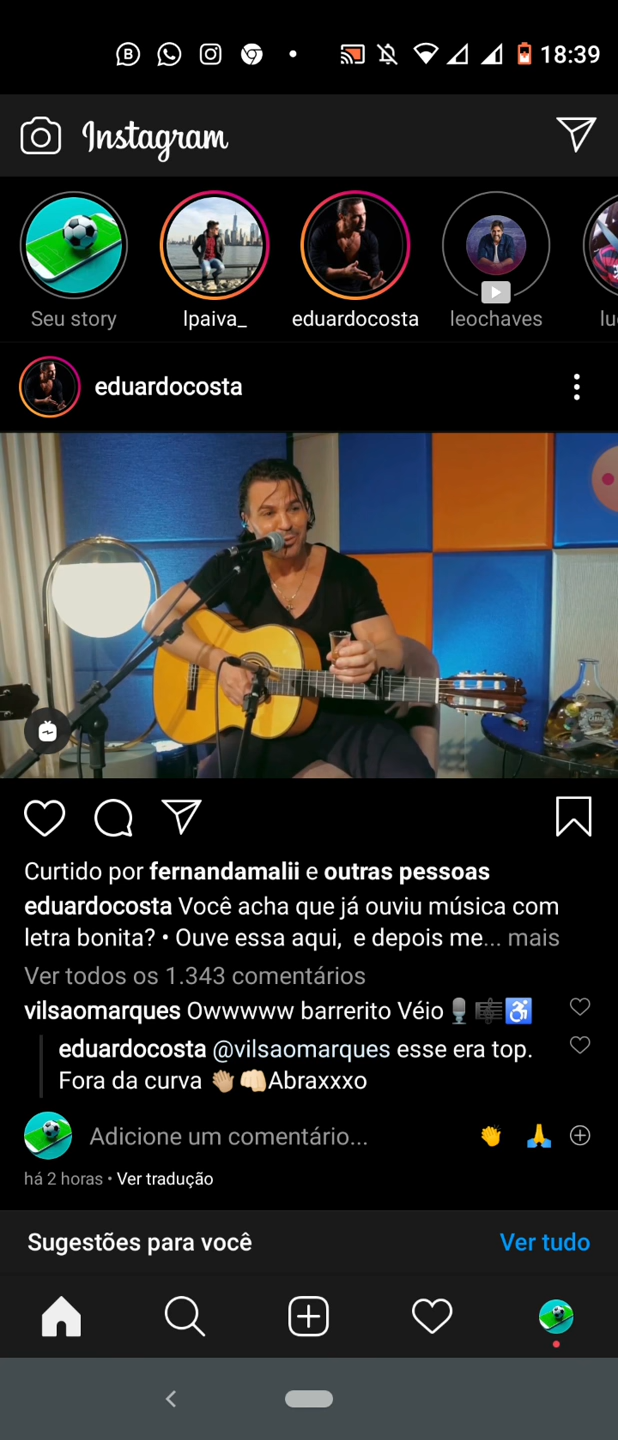 18:39
Instagram
Seu story
lpaiva_
eduardocosta
leochaves
lu
eduardocosta
Curtido por fernandamalii e outras pessoas
eduardocosta Você acha que já ouviu música com
letra bonita? • Ouve essa aqui,  e depois me... mais
Ver todos os 1.343 comentários
vilsaomarques Owwwww barrerito Véio 🎙️🎼♿
eduardocosta @vilsaomarques esse era top.
Fora da curva 👏🏼 👊🏻Abraxxxo
Adicione um comentário...
há 2 horas • Ver tradução
Sugestões para você
Ver tudo